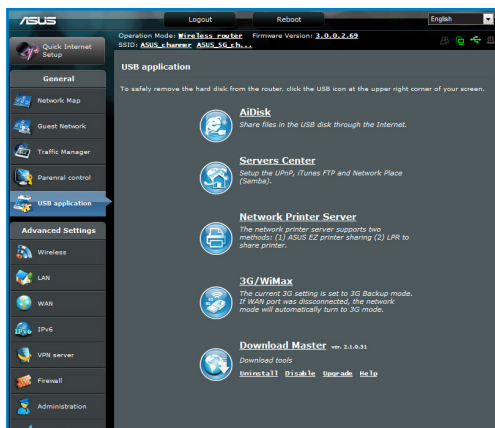 ASUS
Logout
Reboot
English
Quick Internet
Setup
Operation Mode: Wireless router Firmware Version: 3.0.0.2.69
SSID: ASUS_channer ASUS_5G_ch...
General
Network Map
Guest Network
Traffic Manager
Parenral control
USB application
Advanced Settings
Wireless
LAN
WAN
IPv6
VPN server
Firewall
Administration
USB application
To safely remove the hard disk from the router, click the USB icon at the upper right corner of your screen.
AiDisk
Share files in the USB disk through the Internet.
Servers Center
Setup the UPnP, iTunes FTP and Network Place
(Samba).
Network Printer Server
The network printer server supports two
methods: (1) ASUS EZ printer sharing (2) LPR to
share printer.
3G/WiMax
The current 3G setting is set to 3G Backup mode.
If WAN port was dissconnected, the network
mode will automatically turn to 3G mode.
Download Master ver. 2.1.0.31
Download tools
Uninstall Disable Upgrade Help